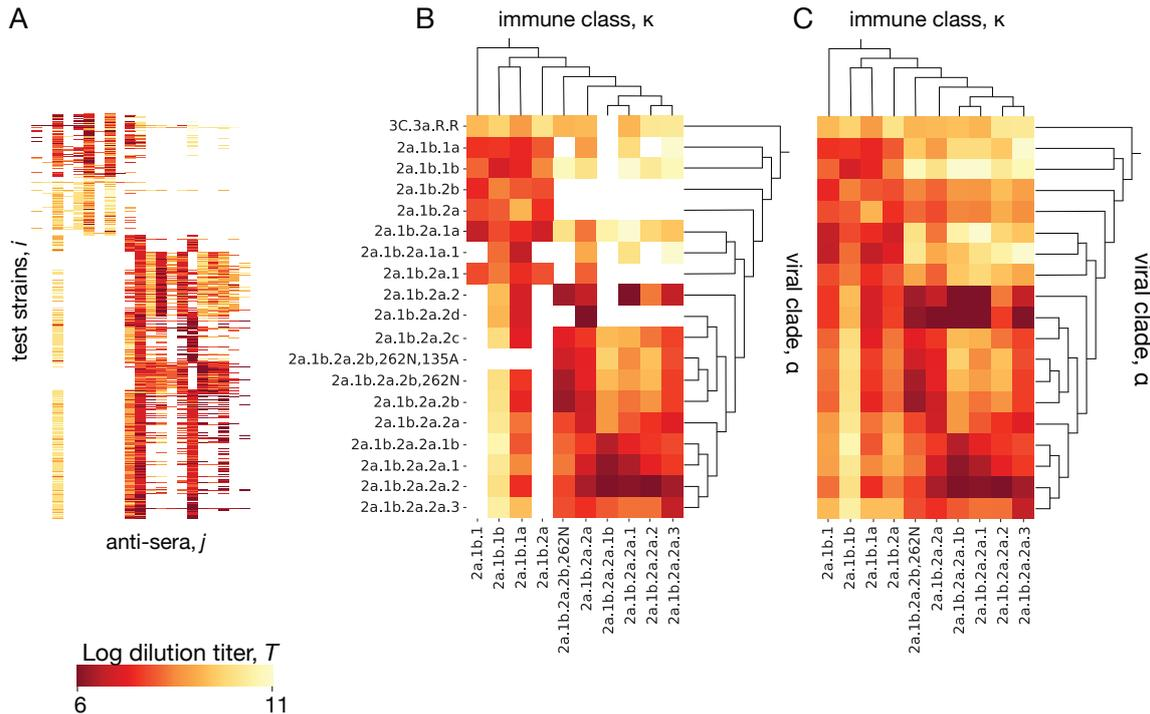 A
B
C
immune class, κ
immune class, κ
test strains, i
anti-sera, j
3C.3a.R.R
2a.1b.1a
2a.1b.1b
2a.1b.2b
2a.1b.2a
2a.1b.2a.1a
2a.1b.2a.1a.1
2a.1b.2a.1
2a.1b.2a.2
2a.1b.2a.2d
2a.1b.2a.2c
2a.1b.2a.2b,262N,135A
2a.1b.2a.2b,262N
2a.1b.2a.2b
2a.1b.2a.2a
2a.1b.2a.2a.1b
2a.1b.2a.2a.1
2a.1b.2a.2a.2
2a.1b.2a.2a.3
viral clade, α
viral clade, α
2a.1b.1
2a.1b.1b
2a.1b.1a
2a.1b.2a
2a.1b.2a.2b,262N
2a.1b.2a.2a
2a.1b.2a.2a.1b
2a.1b.2a.2a.1
2a.1b.2a.2a.2
2a.1b.2a.2a.3
2a.1b.1
2a.1b.1b
2a.1b.1a
2a.1b.2a
2a.1b.2a.2b,262N
2a.1b.2a.2a
2a.1b.2a.2a.1b
2a.1b.2a.2a.1
2a.1b.2a.2a.2
2a.1b.2a.2a.3
Log dilution titer, T
6 11